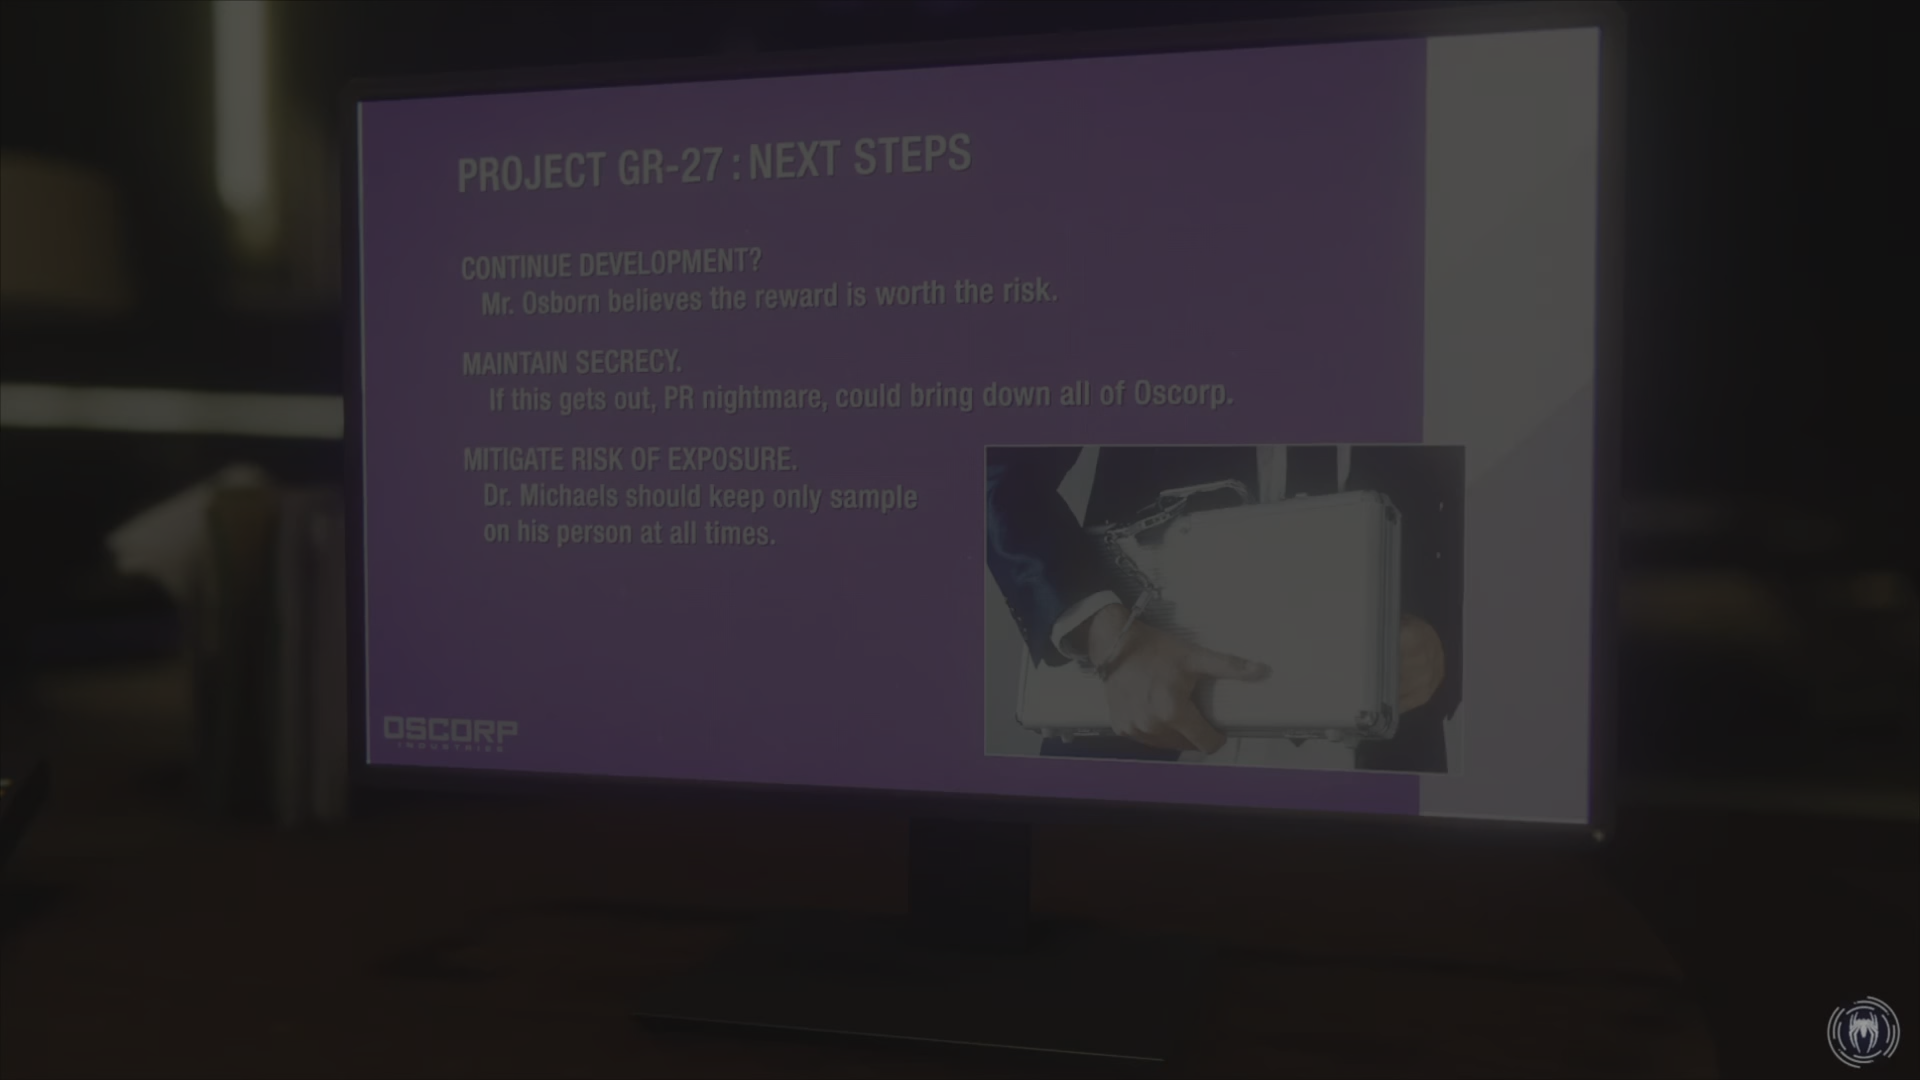 PROJECT GR-27 : NEXT STEPS
CONTINUE DEVELOPMENT?
Mr. Osborn believes the reward is worth the risk.
MAINTAIN SECRECY.
If this gets out, PR nightmare, could bring down all of Oscorp.
MITIGATE RISK OF EXPOSURE.
Dr. Michaels should keep only sample
on his person at all times.
OSCORP
INDUSTRIES